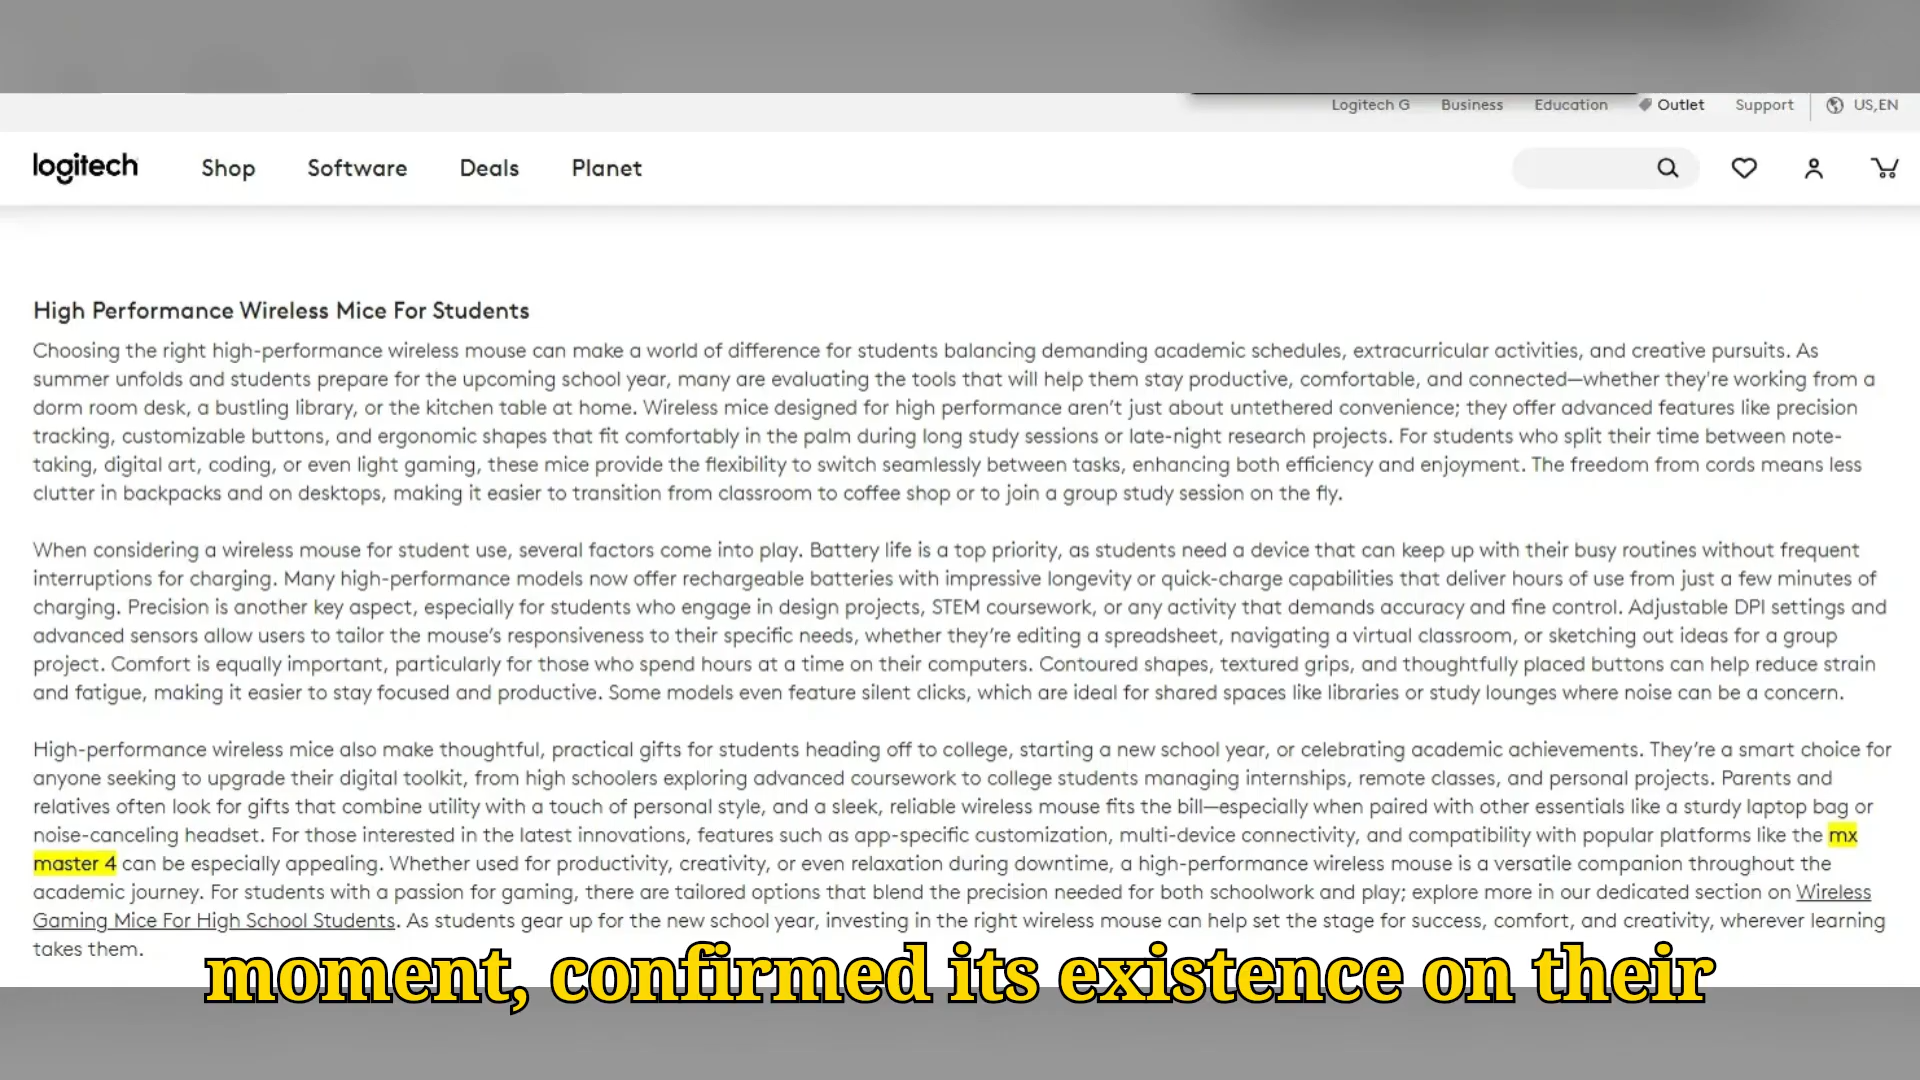 Logitech G Business Education Outlet Support US,EN
logitech Shop Software Deals Planet
High Performance Wireless Mice For Students
Choosing the right high-performance wireless mouse can make a world of difference for students balancing demanding academic schedules, extracurricular activities, and creative pursuits. As
summer unfolds and students prepare for the upcoming school year, many are evaluating the tools that will help them stay productive, comfortable, and connected—whether they're working from a
dorm room desk, a bustling library, or the kitchen table at home. Wireless mice designed for high performance aren’t just about untethered convenience; they offer advanced features like precision
tracking, customizable buttons, and ergonomic shapes that fit comfortably in the palm during long study sessions or late-night research projects. For students who split their time between note-
taking, digital art, coding, or even light gaming, these mice provide the flexibility to switch seamlessly between tasks, enhancing both efficiency and enjoyment. The freedom from cords means less
clutter in backpacks and on desktops, making it easier to transition from classroom to coffee shop or to join a group study session on the fly.
When considering a wireless mouse for student use, several factors come into play. Battery life is a top priority, as students need a device that can keep up with their busy routines without frequent
interruptions for charging. Many high-performance models now offer rechargeable batteries with impressive longevity or quick-charge capabilities that deliver hours of use from just a few minutes of
charging. Precision is another key aspect, especially for students who engage in design projects, STEM coursework, or any activity that demands accuracy and fine control. Adjustable DPI settings and
advanced sensors allow users to tailor the mouse’s responsiveness to their specific needs, whether they’re editing a spreadsheet, navigating a virtual classroom, or sketching out ideas for a group
project. Comfort is equally important, particularly for those who spend hours at a time on their computers. Contoured shapes, textured grips, and thoughtfully placed buttons can help reduce strain
and fatigue, making it easier to stay focused and productive. Some models even feature silent clicks, which are ideal for shared spaces like libraries or study lounges where noise can be a concern.
High-performance wireless mice also make thoughtful, practical gifts for students heading off to college, starting a new school year, or celebrating academic achievements. They’re a smart choice for
anyone seeking to upgrade their digital toolkit, from high schoolers exploring advanced coursework to college students managing internships, remote classes, and personal projects. Parents and
relatives often look for gifts that combine utility with a touch of personal style, and a sleek, reliable wireless mouse fits the bill—especially when paired with other essentials like a sturdy laptop bag or
noise-canceling headset. For those interested in the latest innovations, features such as app-specific customization, multi-device connectivity, and compatibility with popular platforms like the mx
master 4 can be especially appealing. Whether used for productivity, creativity, or even relaxation during downtime, a high-performance wireless mouse is a versatile companion throughout the
academic journey. For students with a passion for gaming, there are tailored options that blend the precision needed for both schoolwork and play; explore more in our dedicated section on Wireless
Gaming Mice For High School Students. As students gear up for the new school year, investing in the right wireless mouse can help set the stage for success, comfort, and creativity, wherever learning
takes them.
moment, confirmed its existence on their